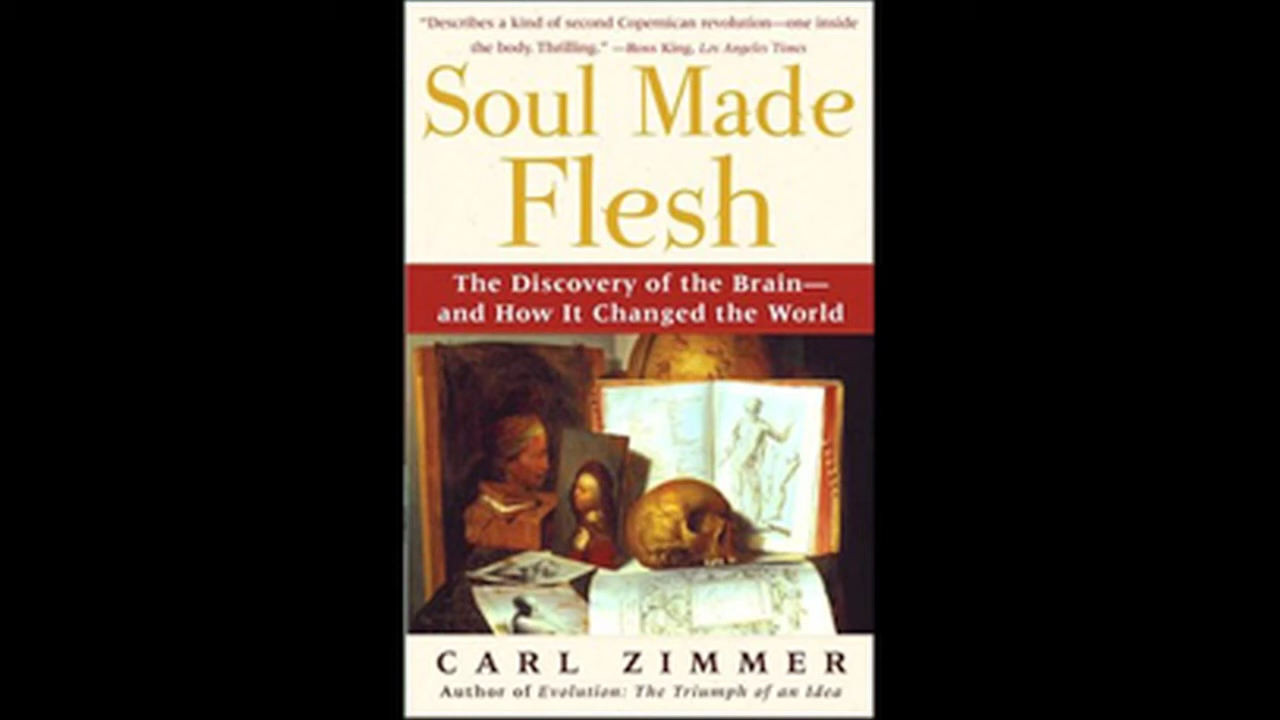 “Describes a kind of second Copernican revolution—one inside
the body. Thrilling.” —Ross King, Los Angeles Times
Soul Made
Flesh
The Discovery of the Brain—
and How It Changed the World
CARL ZIMMER
Author of Evolution: The Triumph of an Idea